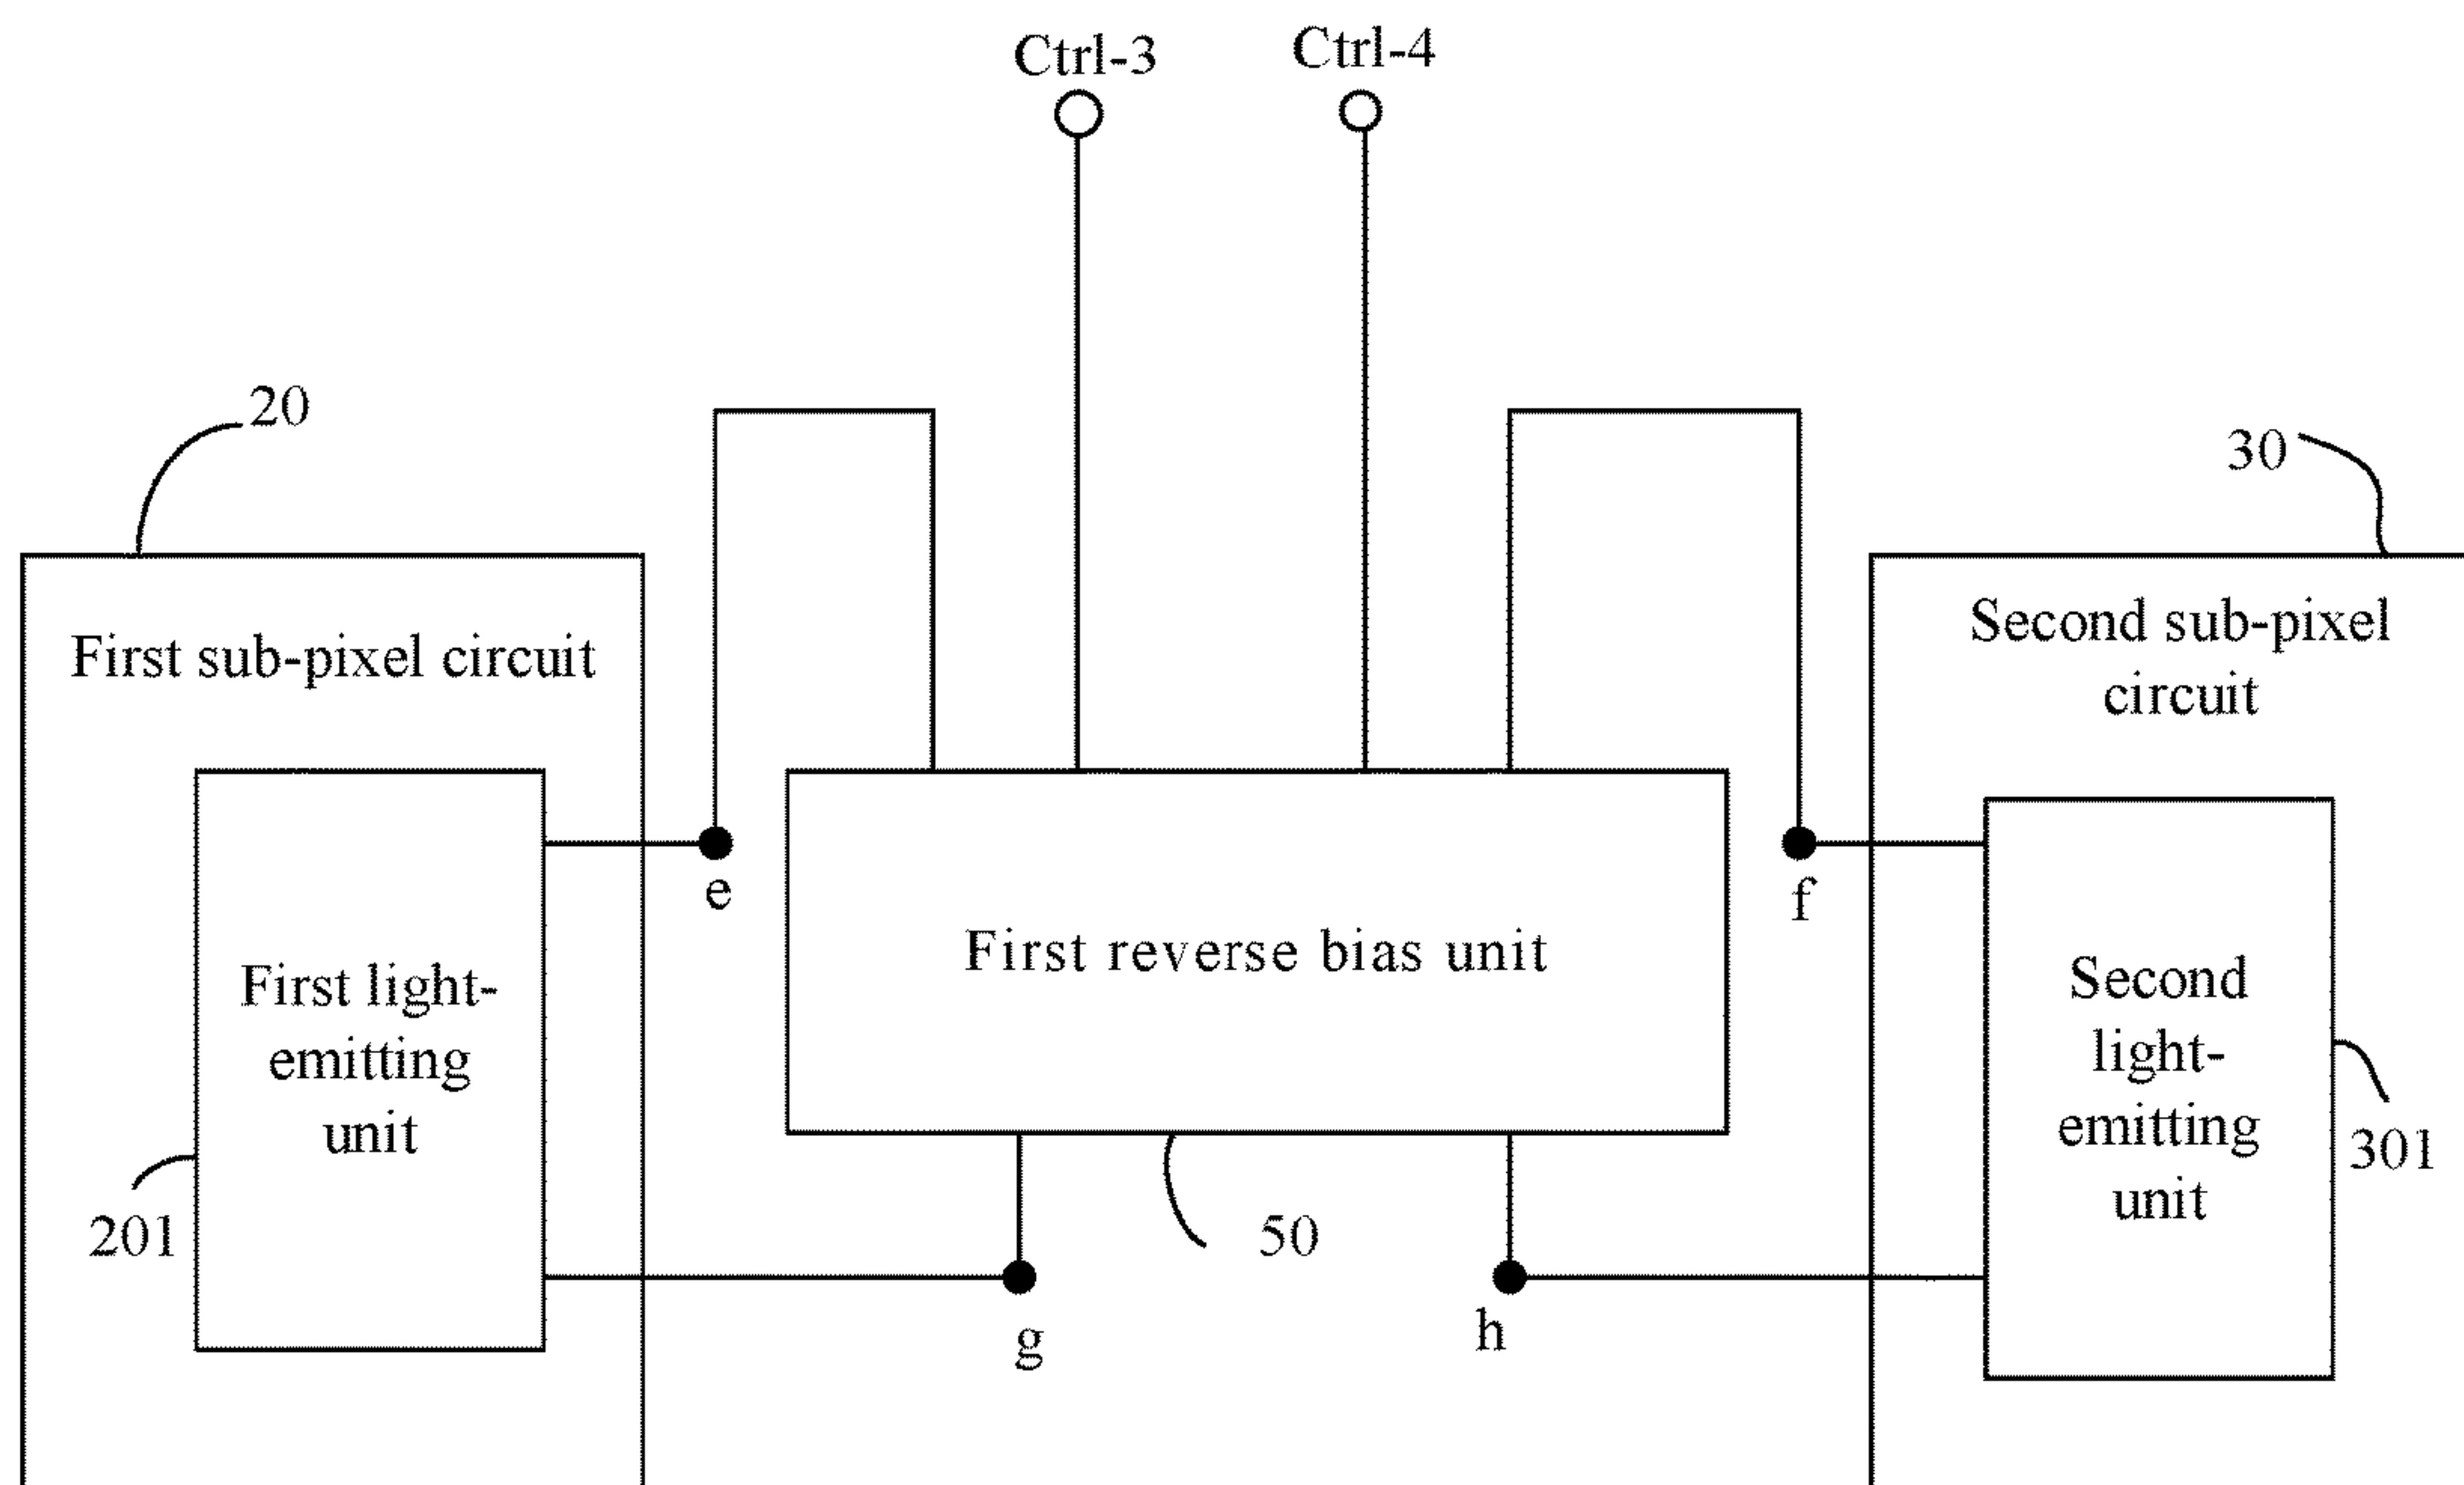 Ctrl-3
Ctrl-4
20
30
First sub-pixel circuit
Second sub-pixel
circuit
e
f
First reverse bias unit
First light-
emitting
unit
Second
light-
emitting
unit
201
50
301
g
h